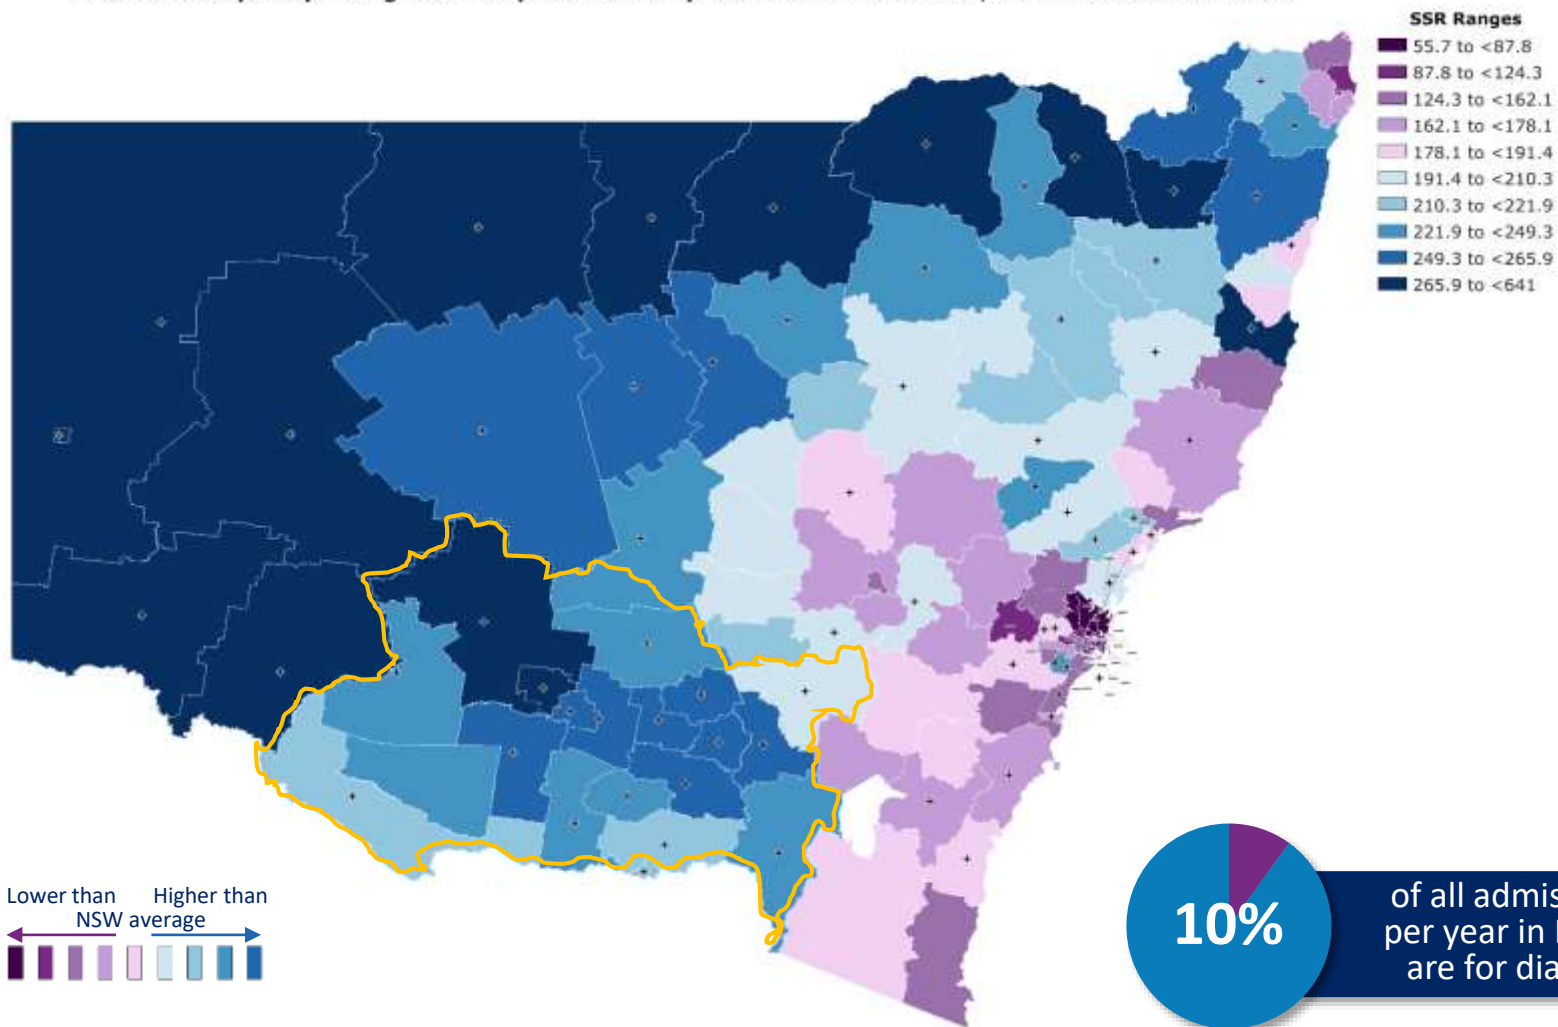 SSR Ranges
55.7 to <87.8
87.8 to <124.3
124.3 to <162.1
162.1 to <178.1
178.1 to <191.4
191.4 to <210.3
210.3 to <221.9
221.9 to <249.3
249.3 to <265.9
265.9 to <641
Lower than Higher than
NSW average
10%
of all admis
per year in
are for dia